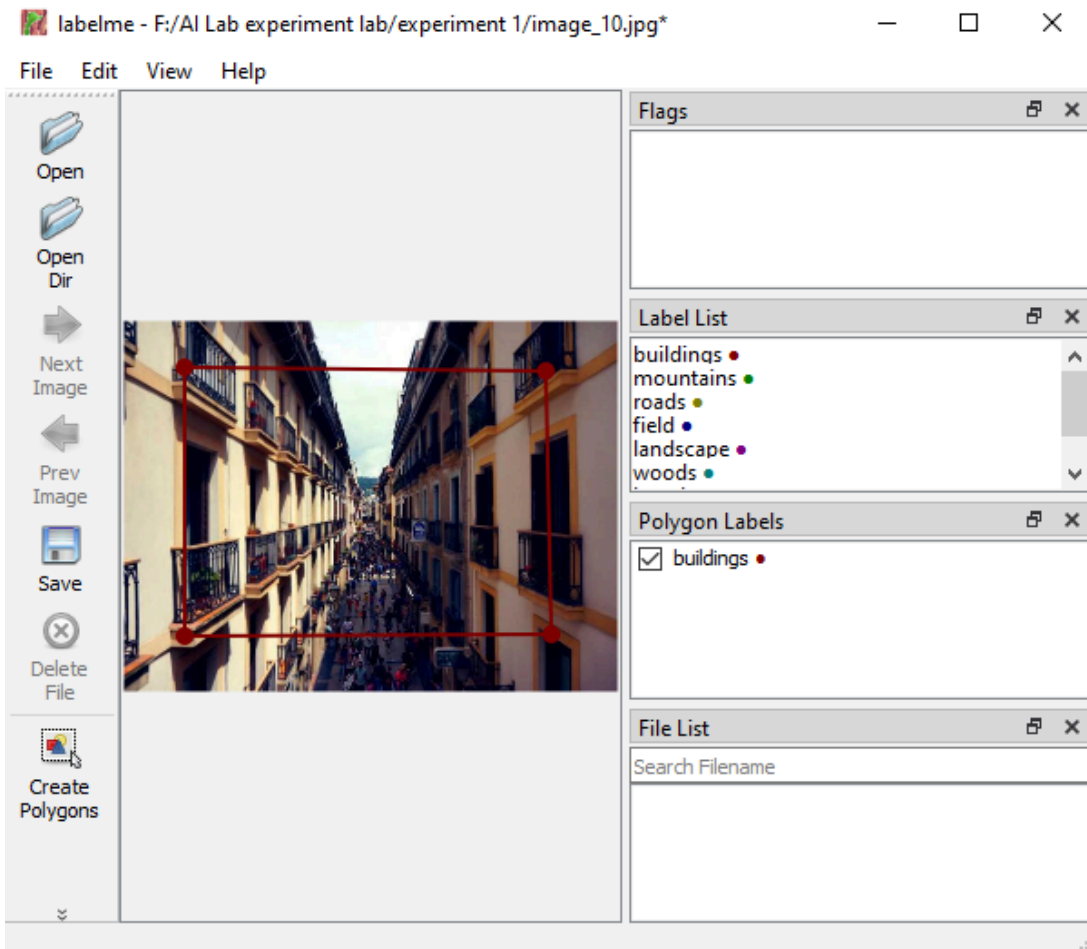 labelme - F:/AI Lab experiment lab/experiment 1/image_10.jpg*
File Edit View Help
Open
Open
Dir
Next
Image
Prev
Image
Save
Delete
File
Create
Polygons
Flags
Label List
buildings
mountains
roads
field
landscape
woods
Polygon Labels
buildings
File List
Search Filename